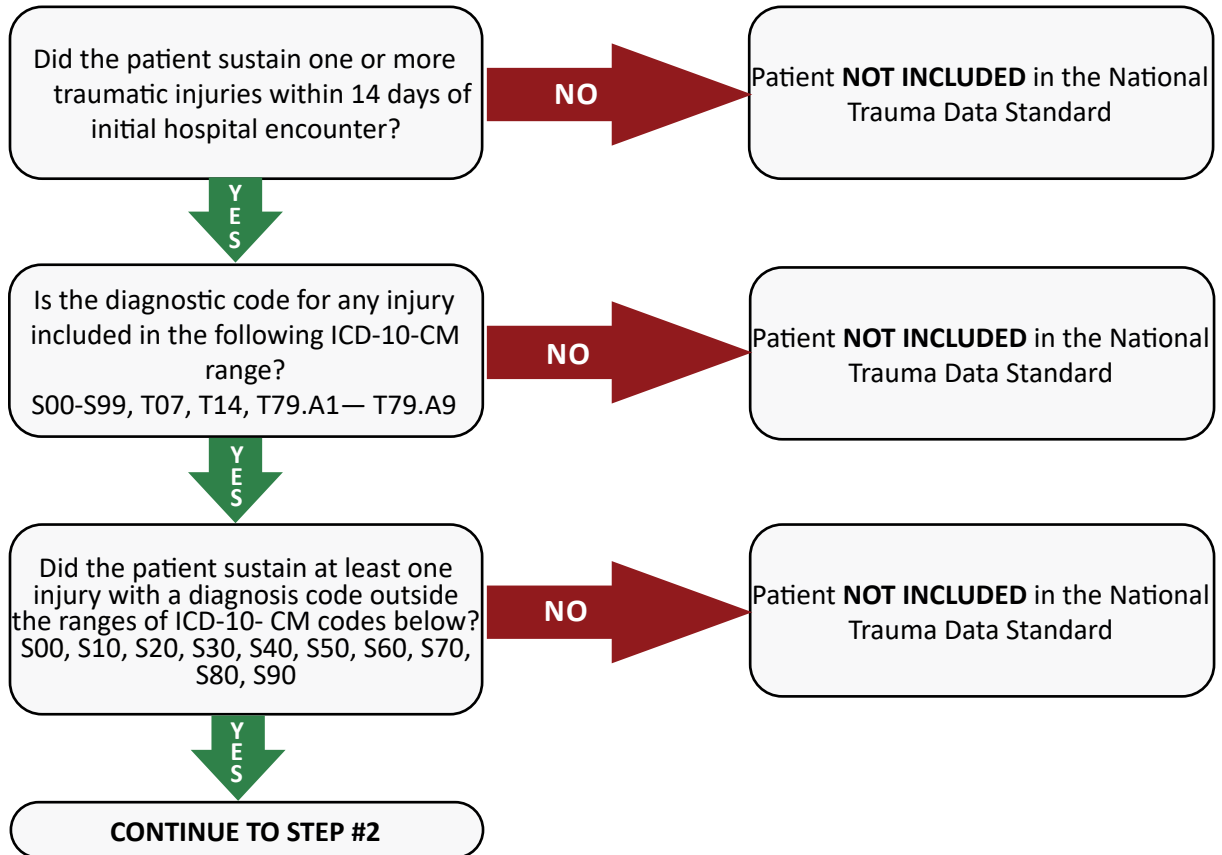 Did the patient sustain one or more
traumatic injuries within 14 days of
initial hospital encounter?
NO
Patient NOT INCLUDED in the National
Trauma Data Standard
YES
Is the diagnostic code for any injury
included in the following ICD-10-CM
range?
S00-S99, T07, T14, T79.A1— T79.A9
NO
Patient NOT INCLUDED in the National
Trauma Data Standard
YES
Did the patient sustain at least one
injury with a diagnosis code outside
the ranges of ICD-10- CM codes below?
S00, S10, S20, S30, S40, S50, S60, S70,
S80, S90
NO
Patient NOT INCLUDED in the National
Trauma Data Standard
YES
CONTINUE TO STEP #2